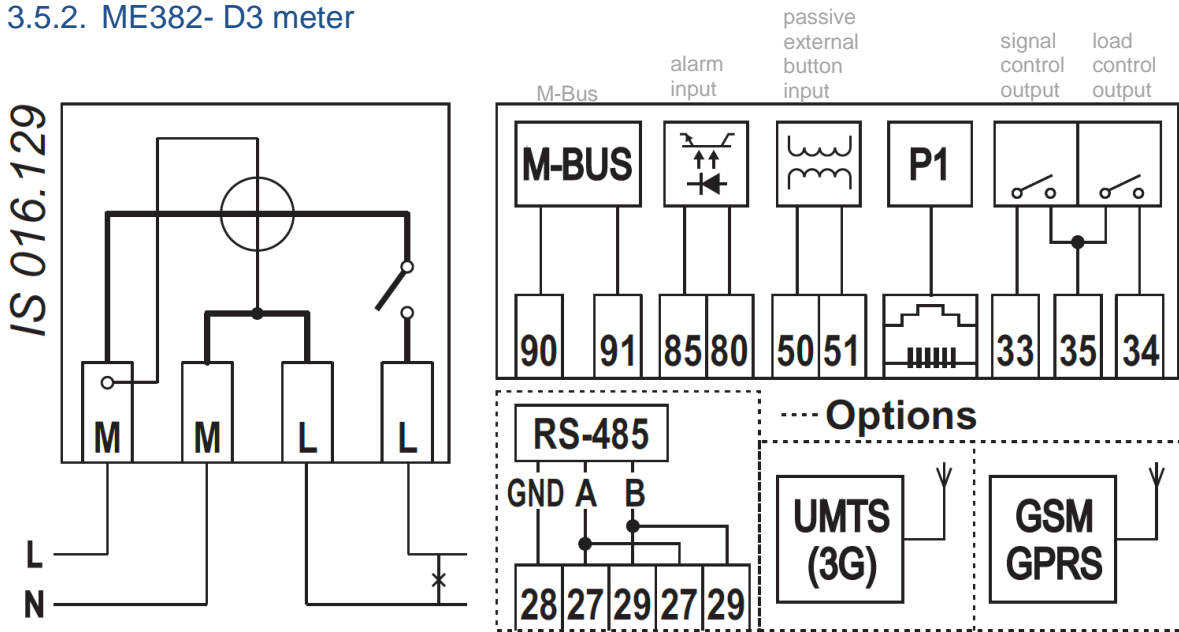 3.5.2. ME382- D3 meter
IS 016.129
M
M
L
L
L
N
M-Bus
alarm
input
passive
external
button
input
signal
control
output
load
control
output
M-BUS
P1
90 91 85 80 50 51 33 35 34
Options
RS-485
GND A B
28 27 29 27 29
UMTS
(3G)
GSM
GPRS